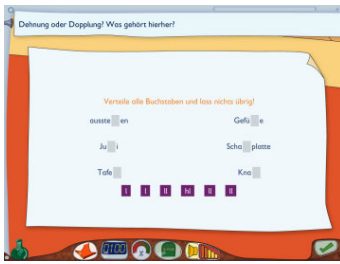 Dehnung oder Dopplung? Was gehört hierher?
Verteile alle Buchstaben und lass nichts übrig!
ausste en Gefü e
Ju i Scha platte
Tafe Kna
l l ll hl ll ll